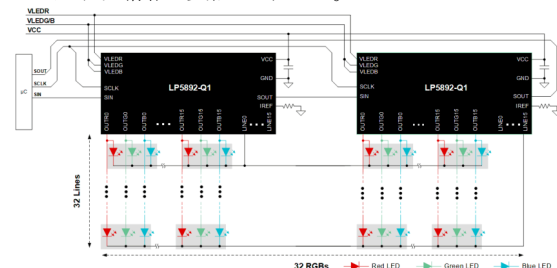 VLEDR
VLEDG/B
VCC
μC
SOUT
SCLK
SIN
VLEDR
VLEDG
VLEDB
SCLK
SIN
LP5892-Q1
VCC
GND
SOUT
IREF
OUTR0
OUTG0
OUTB0
OUTR15
OUTG15
OUTB15
LINE0
LINE15
VLEDR
VLEDG
VLEDB
SCLK
SIN
LP5892-Q1
VCC
GND
SOUT
IREF
OUTR0
OUTG0
OUTB0
OUTR15
OUTG15
OUTB15
LINE0
LINE15
32 Lines
32 RGBs
Red LED
Green LED
Blue LED